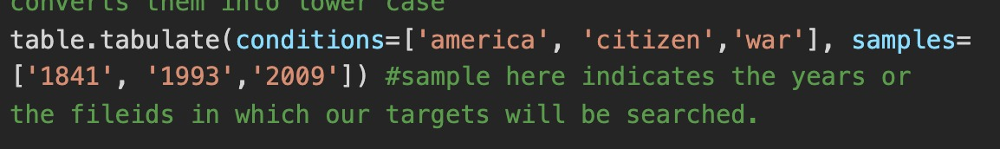 converts them into lower case
table.tabulate(conditions=['america', 'citizen','war'], samples=
['1841', '1993','2009']) #sample here indicates the years or
the fileids in which our targets will be searched.